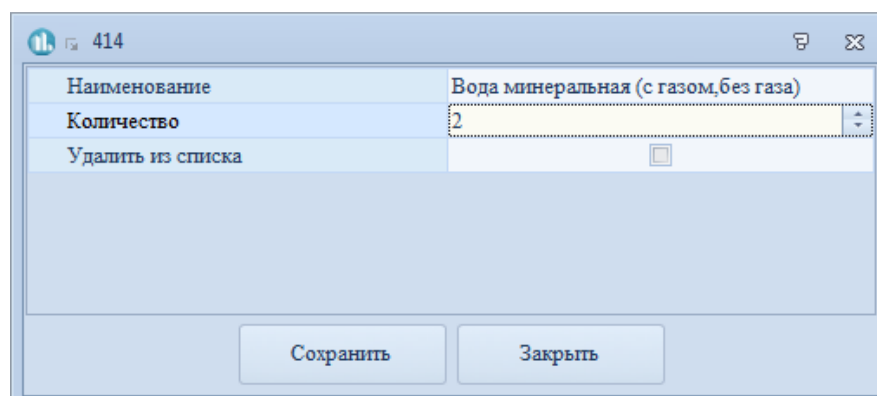 414
Наименование Вода минеральная (с газом,без газа)
Количество 2
Удалить из списка
Сохранить Закрыть